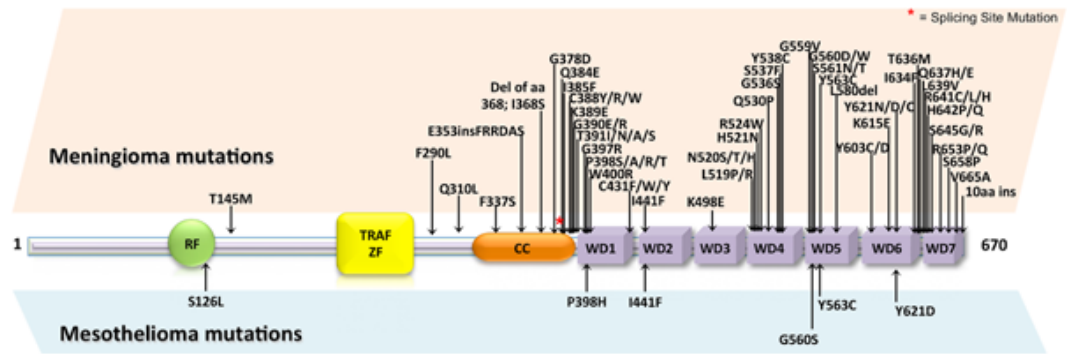 * = Splicing Site Mutation
G559V
G378D
Y538C
G560D/W
T636M
Q384E
S537F
S561N/T
I634F
Q637H/E
Del of aa
I385F
G536S
Y563C
L639V
368; I368S
C388Y/R/W
Q530P
L580del
R641C/L/H
K389E
Y621N/D/C
H642P/Q
E353insFRRDAS
G390E/R
R524W
K615E
T391I/N/A/S
H521N
S645G/R
Meningioma mutations
F290L
G397R
N520S/T/H
Y603C/D
R653P/Q
P398S/A/R/T
S658P
W400R
L519P/R
V665A
T145M
Q310L
C431F/W/Y
10aa ins
F337S
I441F
K498E
*
1
RF
TRAF
ZF
CC
WD1
WD2
WD3
WD4
WD5
WD6
WD7
670
S126L
P398H
I441F
Y563C
Y621D
Mesothelioma mutations
G560S